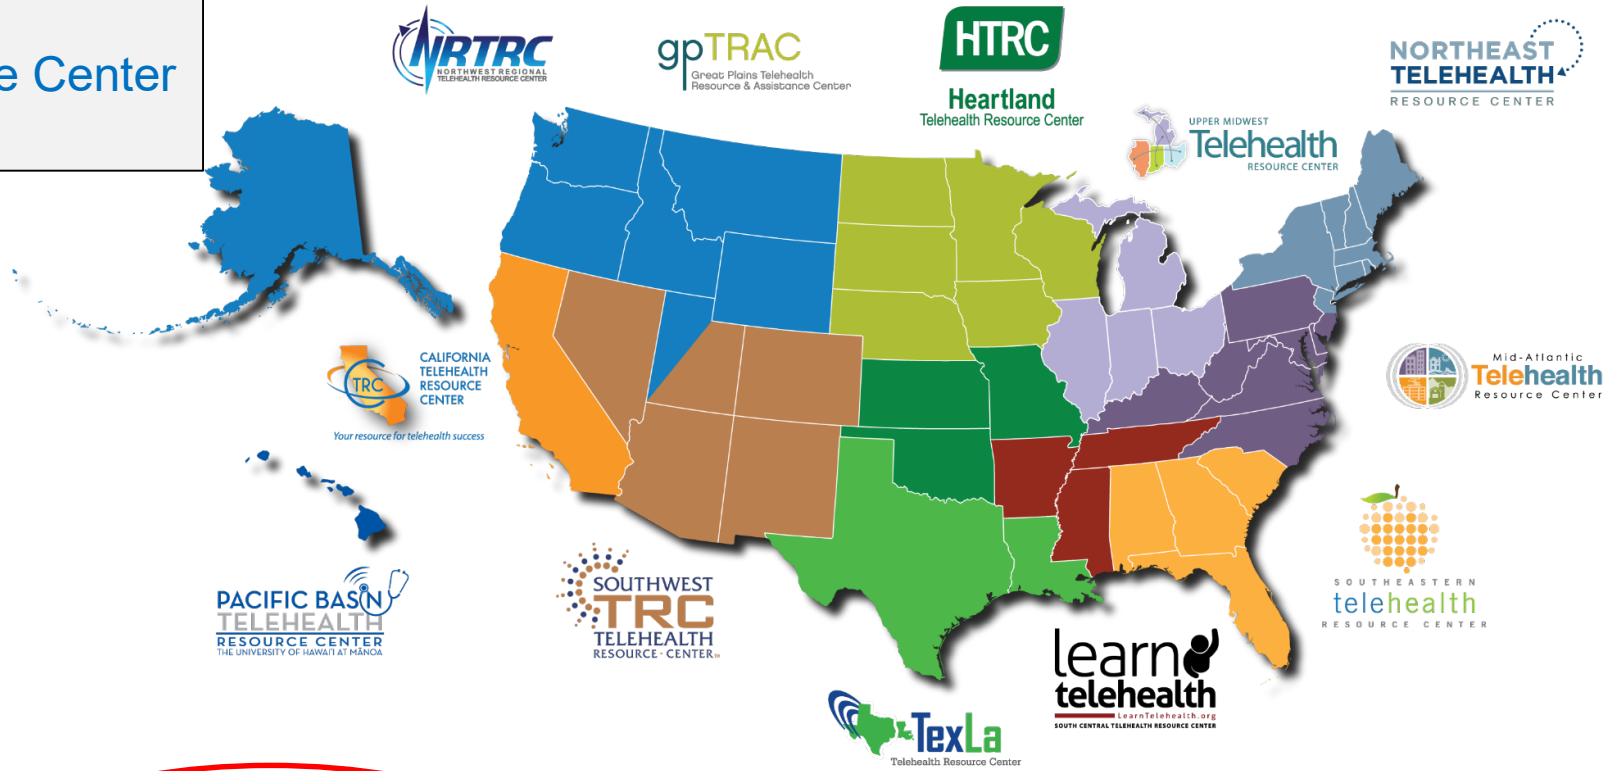 e Center
NRTRC
NORTHWEST REGIONAL
TELEHEALTH RESOURCE CENTER
gpTRAC
Great Plains Telehealth
Resource & Assistance Center
HTRC
Heartland
Telehealth Resource Center
NORTHEAST
TELEHEALTH
RESOURCE CENTER
UPPER MIDWEST
Telehealth
RESOURCE CENTER
TRC
CALIFORNIA
TELEHEALTH
RESOURCE
CENTER
Your resource for telehealth success
Mid-Atlantic
Telehealth
Resource Center
PACIFIC BASIN
TELEHEALTH
RESOURCE CENTER
THE UNIVERSITY OF HAWAI'I AT MĀNOA
SOUTHWEST
TRC
TELEHEALTH
RESOURCE · CENTER
SOUTHEASTERN
telehealth
RESOURCE CENTER
learn
telehealth
LearnTelehealth.org
SOUTH CENTRAL TELEHEALTH RESOURCE CENTER
TexLa
Telehealth Resource Center